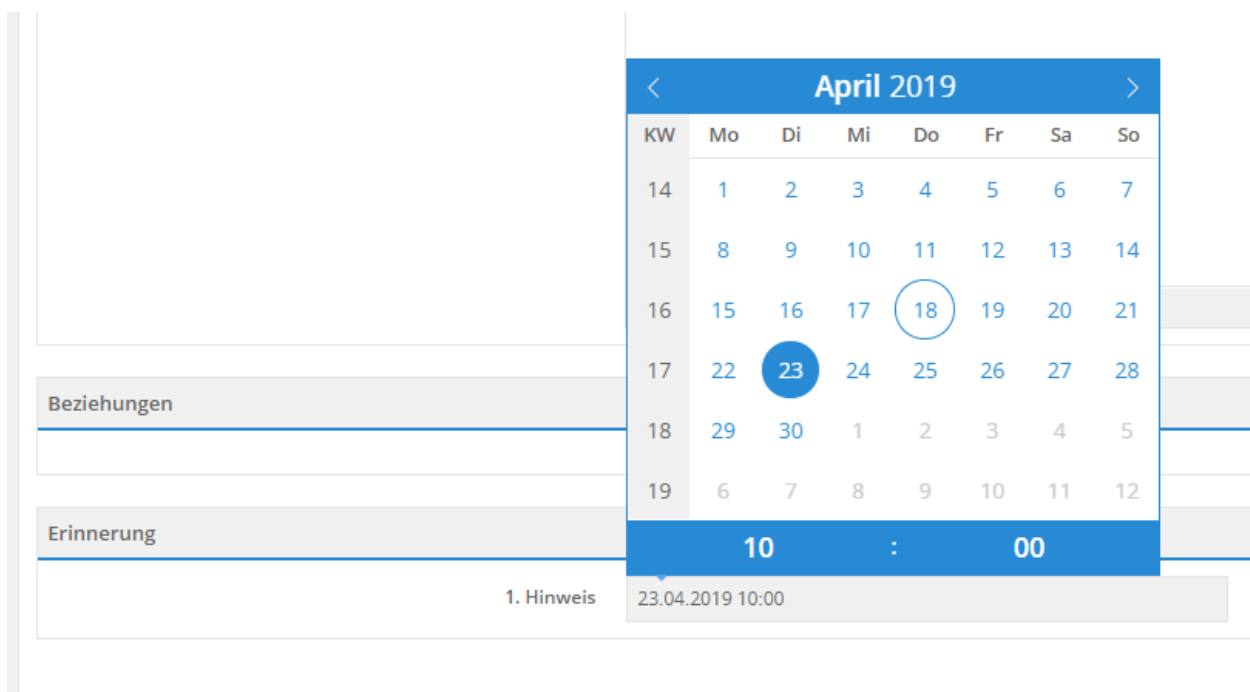 April 2019
KW Mo Di Mi Do Fr Sa So
14 1 2 3 4 5 6 7
15 8 9 10 11 12 13 14
16 15 16 17 18 19 20 21
17 22 23 24 25 26 27 28
Beziehungen
18 29 30 1 2 3 4 5
19 6 7 8 9 10 11 12
Erinnerung
10 : 00
1. Hinweis 23.04.2019 10:00